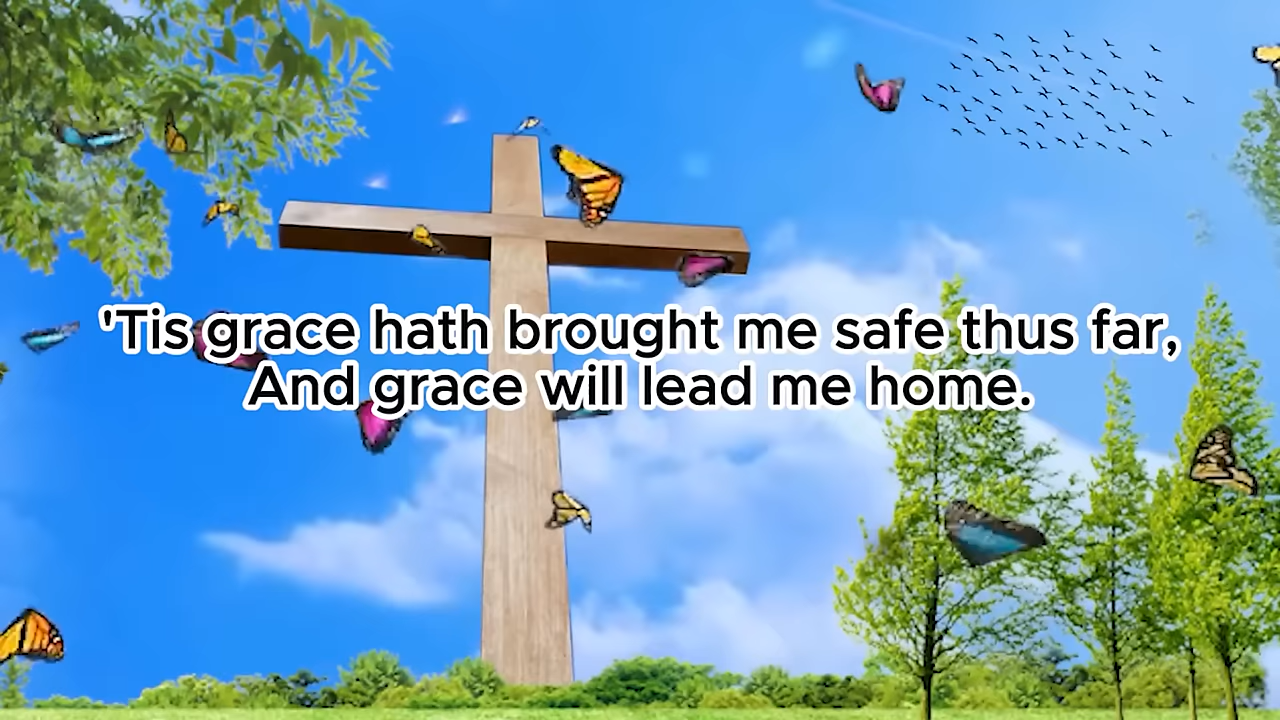 'Tis grace hath brought me safe thus far,
And grace will lead me home.